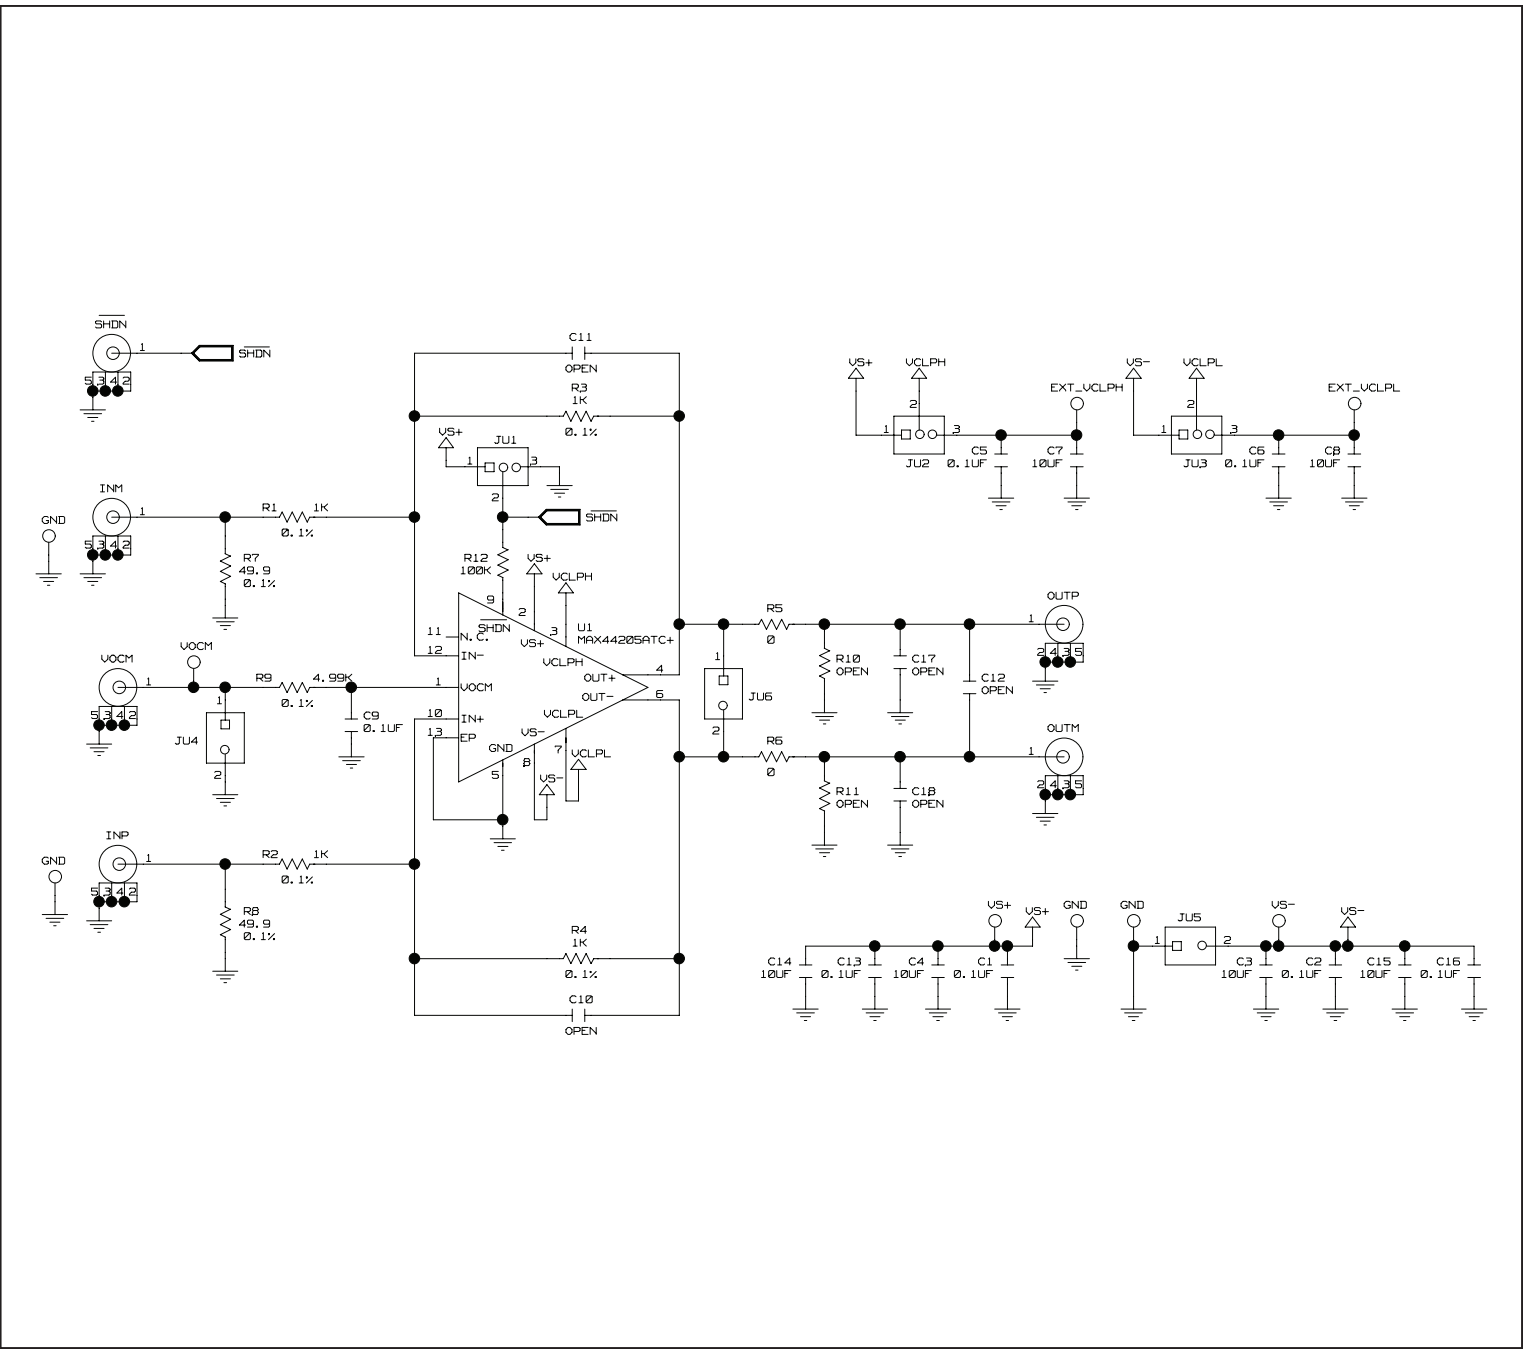 SHDN
1
SHDN
5 3 4 2
C11
OPEN
R3
1K
0.1%
VS+
JU1
1
3
2
SHDN
INM
1
5 3 4 2
GND
R1 1K
0.1%
R7
49.9
0.1%
R12
100K
VS+
VCLPH
9
2
3
SHDN
VS+
VCLPH
U1
MAX44205ATC+
11
N.C.
12
IN-
1
VOCM
10
IN+
13
EP
GND
5
VS-
8
VS-
VCLPL
7
VCLPL
OUT+
4
OUT-
6
VOCM
1
5 3 4 2
VOCM
R9 4.99K
0.1%
1
JU4
2
C9
0.1UF
INP
1
5 3 4 2
GND
R2 1K
0.1%
R8
49.9
0.1%
R4
1K
0.1%
C10
OPEN
1
JU6
2
R5
0
R6
0
R10
OPEN
C17
OPEN
C12
OPEN
R11
OPEN
C18
OPEN
OUTP
1
2 4 3 5
OUTM
1
2 4 3 5
VS+
VCLPH
2
1
3
JU2
EXT_VCLPH
C5
0.1UF
C7
10UF
VS-
VCLPL
2
1
3
JU3
EXT_VCLPL
C6
0.1UF
C8
10UF
VS+
VS+
GND
C14
10UF
C13
0.1UF
C4
10UF
C1
0.1UF
GND
JU5
1
2
VS-
VS-
C3
10UF
C2
0.1UF
C15
10UF
C16
0.1UF